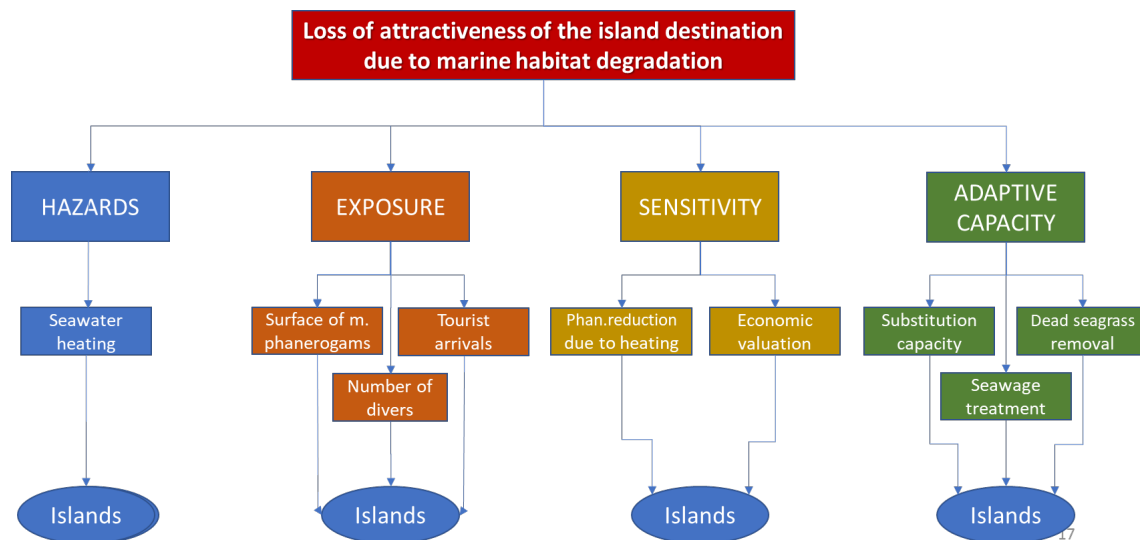 Loss of attractiveness of the island destination
due to marine habitat degradation
HAZARDS
EXPOSURE
SENSITIVITY
ADAPTIVE
CAPACITY
Seawater
heating
Surface of m.
phanerogams
Tourist
arrivals
Number of
divers
Phan.reduction
due to heating
Economic
valuation
Substitution
capacity
Dead seagrass
removal
Seawage
treatment
Islands
Islands
Islands
Islands
17